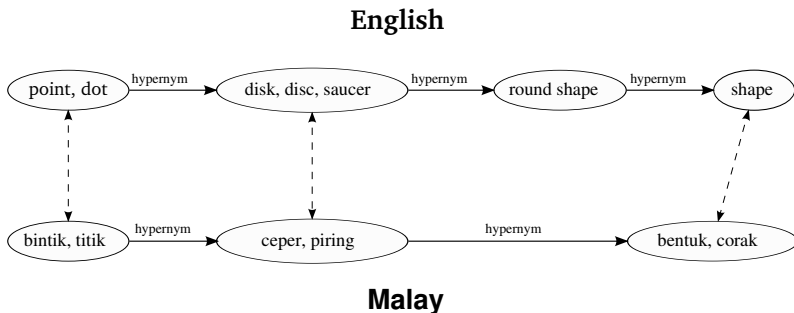 English
hypernym
hypernym
hypernym
point, dot
disk, disc, saucer
round shape
shape
hypernym
hypernym
bintik, titik
ceper, piring
bentuk, corak
Malay